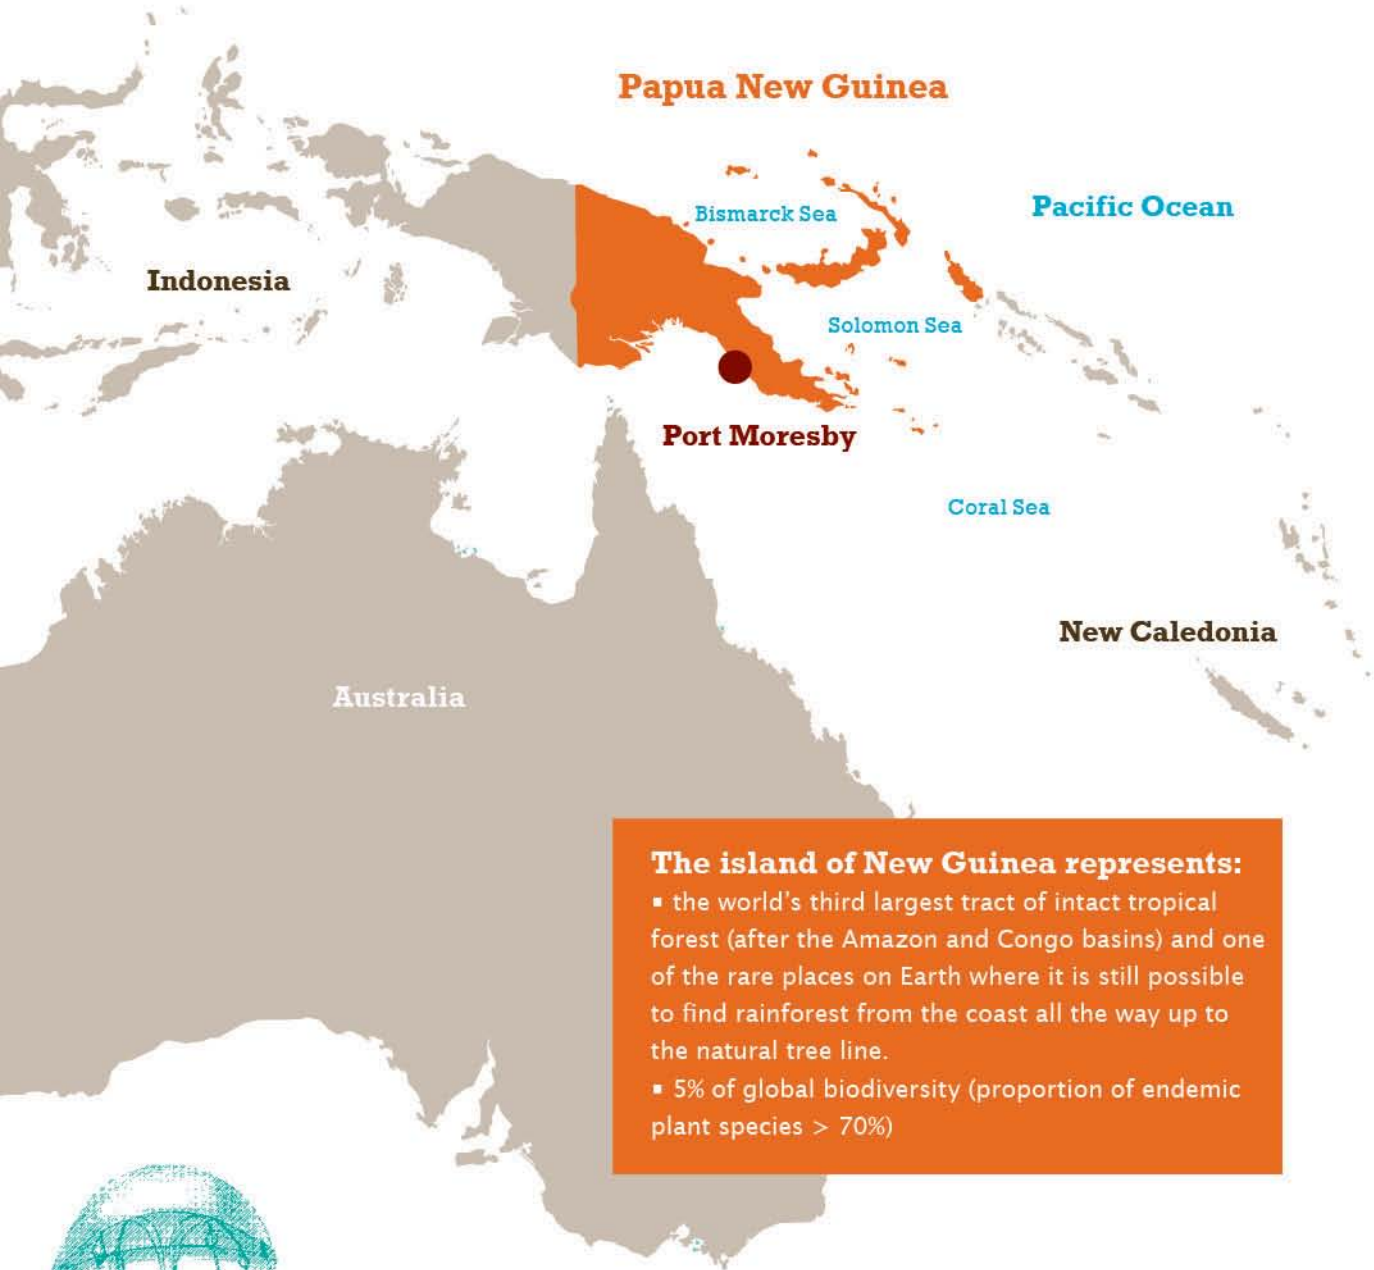 Papua New Guinea
Pacific Ocean
Bismarck Sea
Indonesia
Solomon Sea
Port Moresby
Coral Sea
New Caledonia
Australia
The island of New Guinea represents:
▪ the world's third largest tract of intact tropical
forest (after the Amazon and Congo basins) and one
of the rare places on Earth where it is still possible
to find rainforest from the coast all the way up to
the natural tree line.
▪ 5% of global biodiversity (proportion of endemic
plant species > 70%)